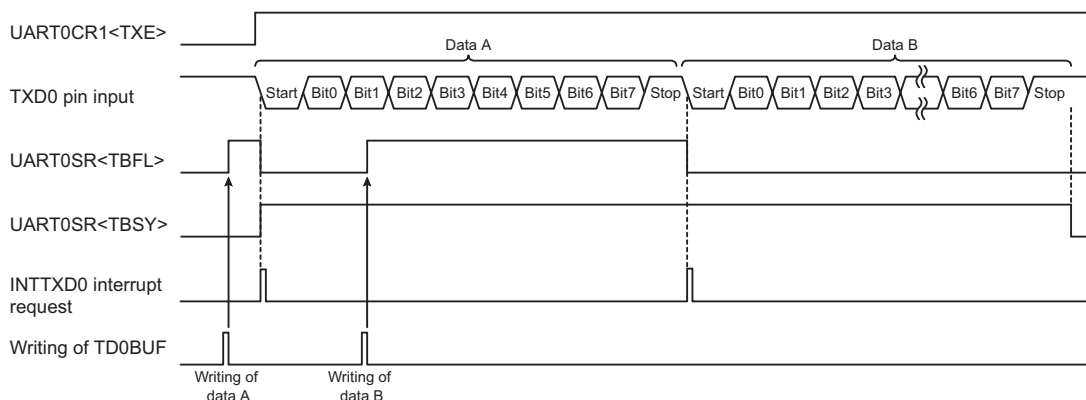 UART0CR1<TXE>
Data A
Data B
TXD0 pin input
Start Bit0 Bit1 Bit2 Bit3 Bit4 Bit5 Bit6 Bit7 Stop Start Bit0 Bit1 Bit2 Bit3 Bit6 Bit7 Stop
UART0SR<TBFL>
UART0SR<TBSY>
INTTXD0 interrupt
request
Writing of TD0BUF
Writing of
data A
Writing of
data B